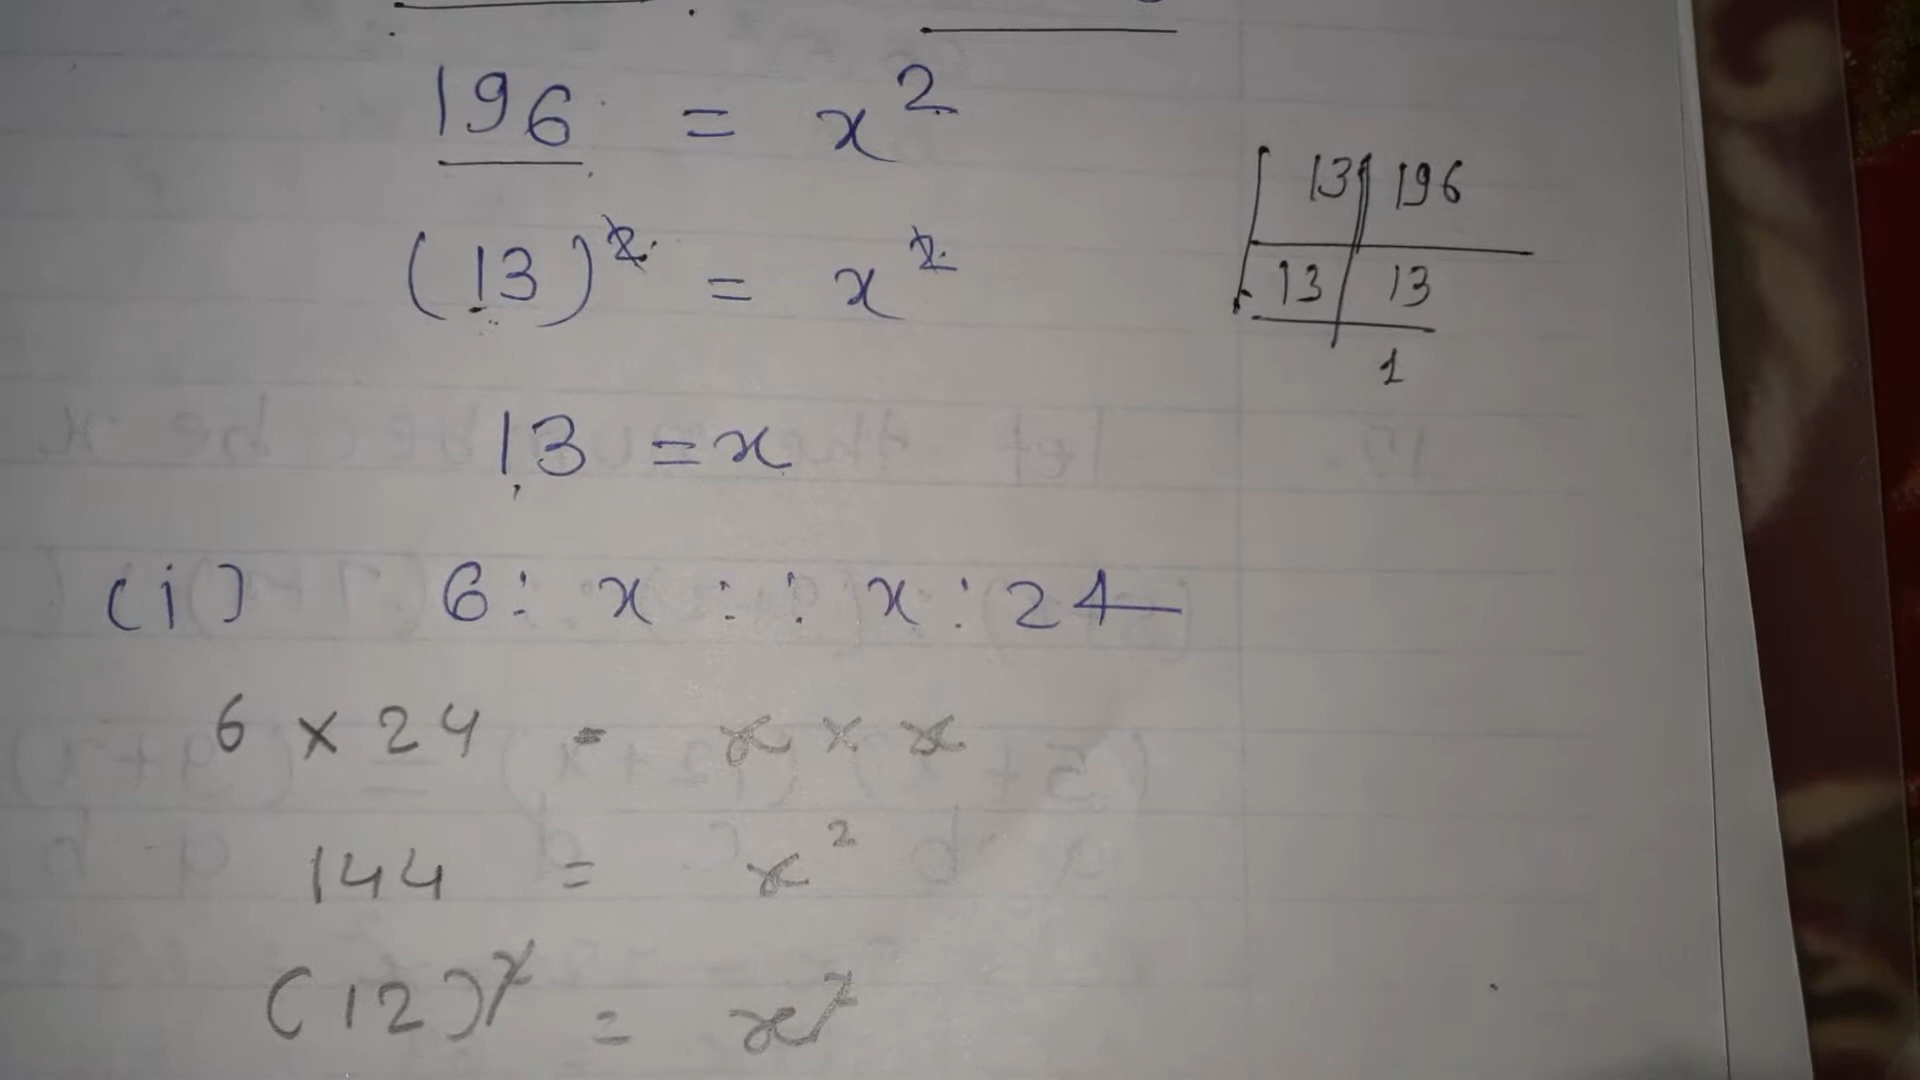 196 = x²
(13)² = x²
13 | 196
13 | 13
1
13 = x
(i) 6 : x : : x : 24
6 × 24 = x × x
144 = x²
(12)² = x²